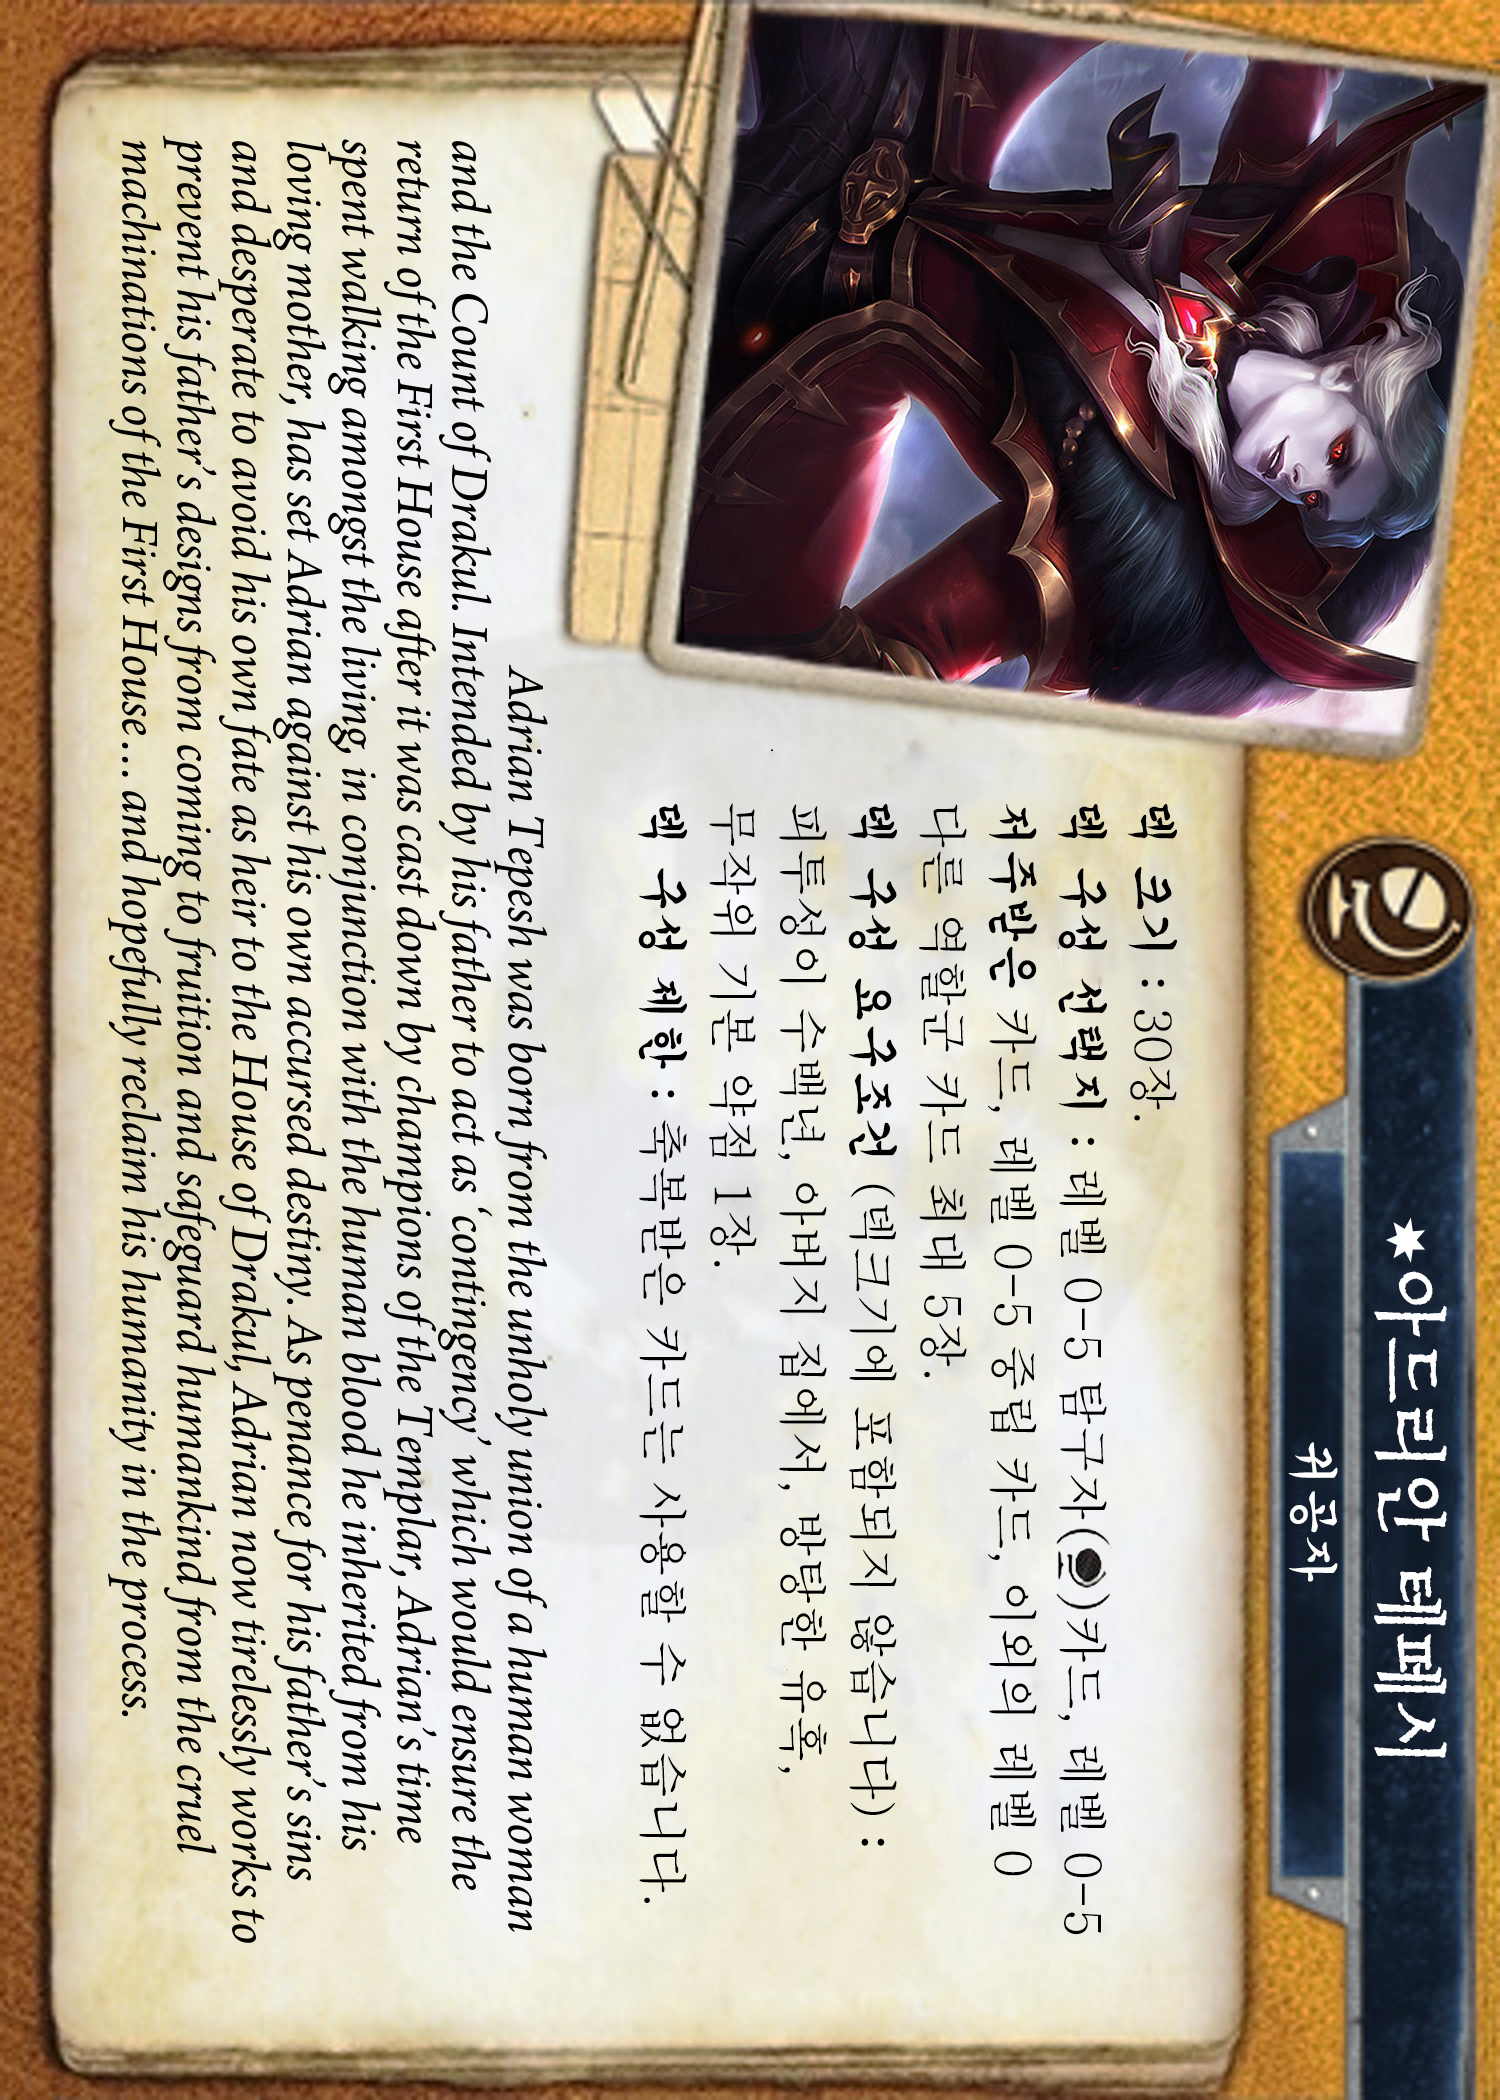 ✷아드리안 테페시
귀공자
덱 크기 : 30장.
덱 구성 선택지 : 레벨 0-5 탐구자()카드, 레벨 0-5
저주받은 카드, 레벨 0-5 중립 카드, 이외의 레벨 0
다른 역할군 카드 최대 5장.
덱 구성 요구조건 (덱크기에 포함되지 않습니다) :
피투성이 수백년, 아버지 집에서, 방탕한 유혹,
무작위 기본 약점 1장.
덱 구성 제한 : 축복받은 카드는 사용할 수 없습니다.
Adrian Tepesh was born from the unholy union of a human woman
and the Count of Drakul. Intended by his father to act as ‘contingency’ which would ensure the
return of the First House after it was cast down by champions of the Templar, Adrian’s time
spent walking amongst the living, in conjunction with the human blood he inherited from his
loving mother, has set Adrian against his own accursed destiny. As penance for his father’s sins
and desperate to avoid his own fate as heir to the House of Drakul, Adrian now tirelessly works to
prevent his father’s designs from coming to fruition and safeguard humankind from the cruel
machinations of the First House… and hopefully reclaim his humanity in the process.